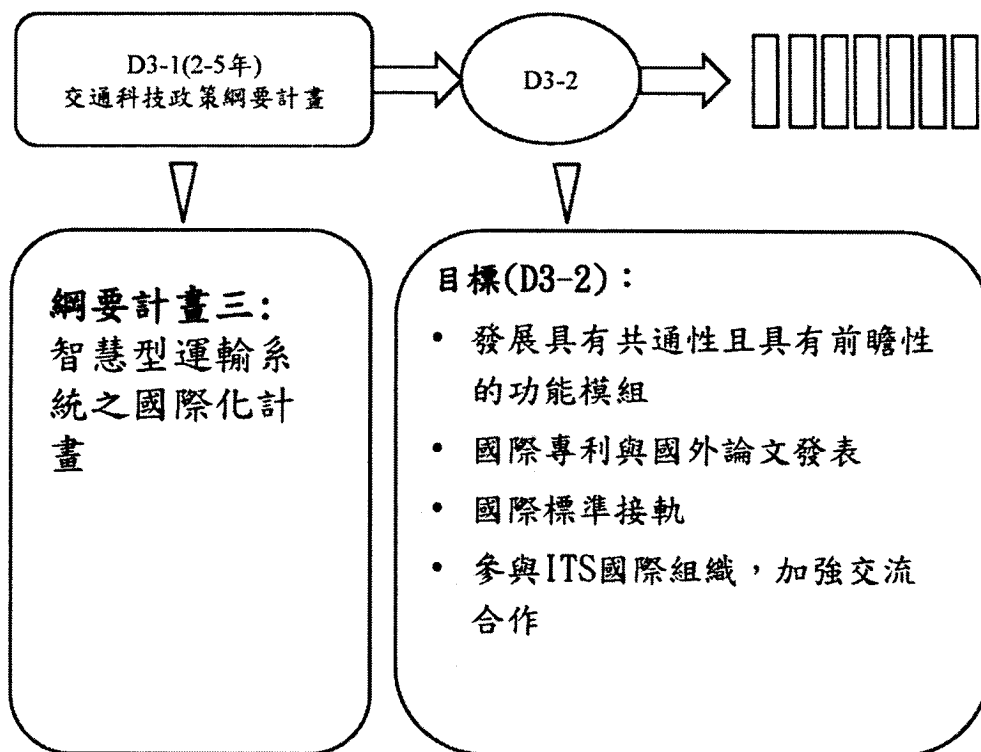 D3-1(2-5年)
交通科技政策綱要計畫
D3-2
綱要計畫三:
智慧型運輸系
統之國際化計
畫
目標(D3-2)：
• 發展具有共通性且具有前瞻性
的功能模組
• 國際專利與國外論文發表
• 國際標準接軌
• 參與ITS國際組織，加強交流
合作